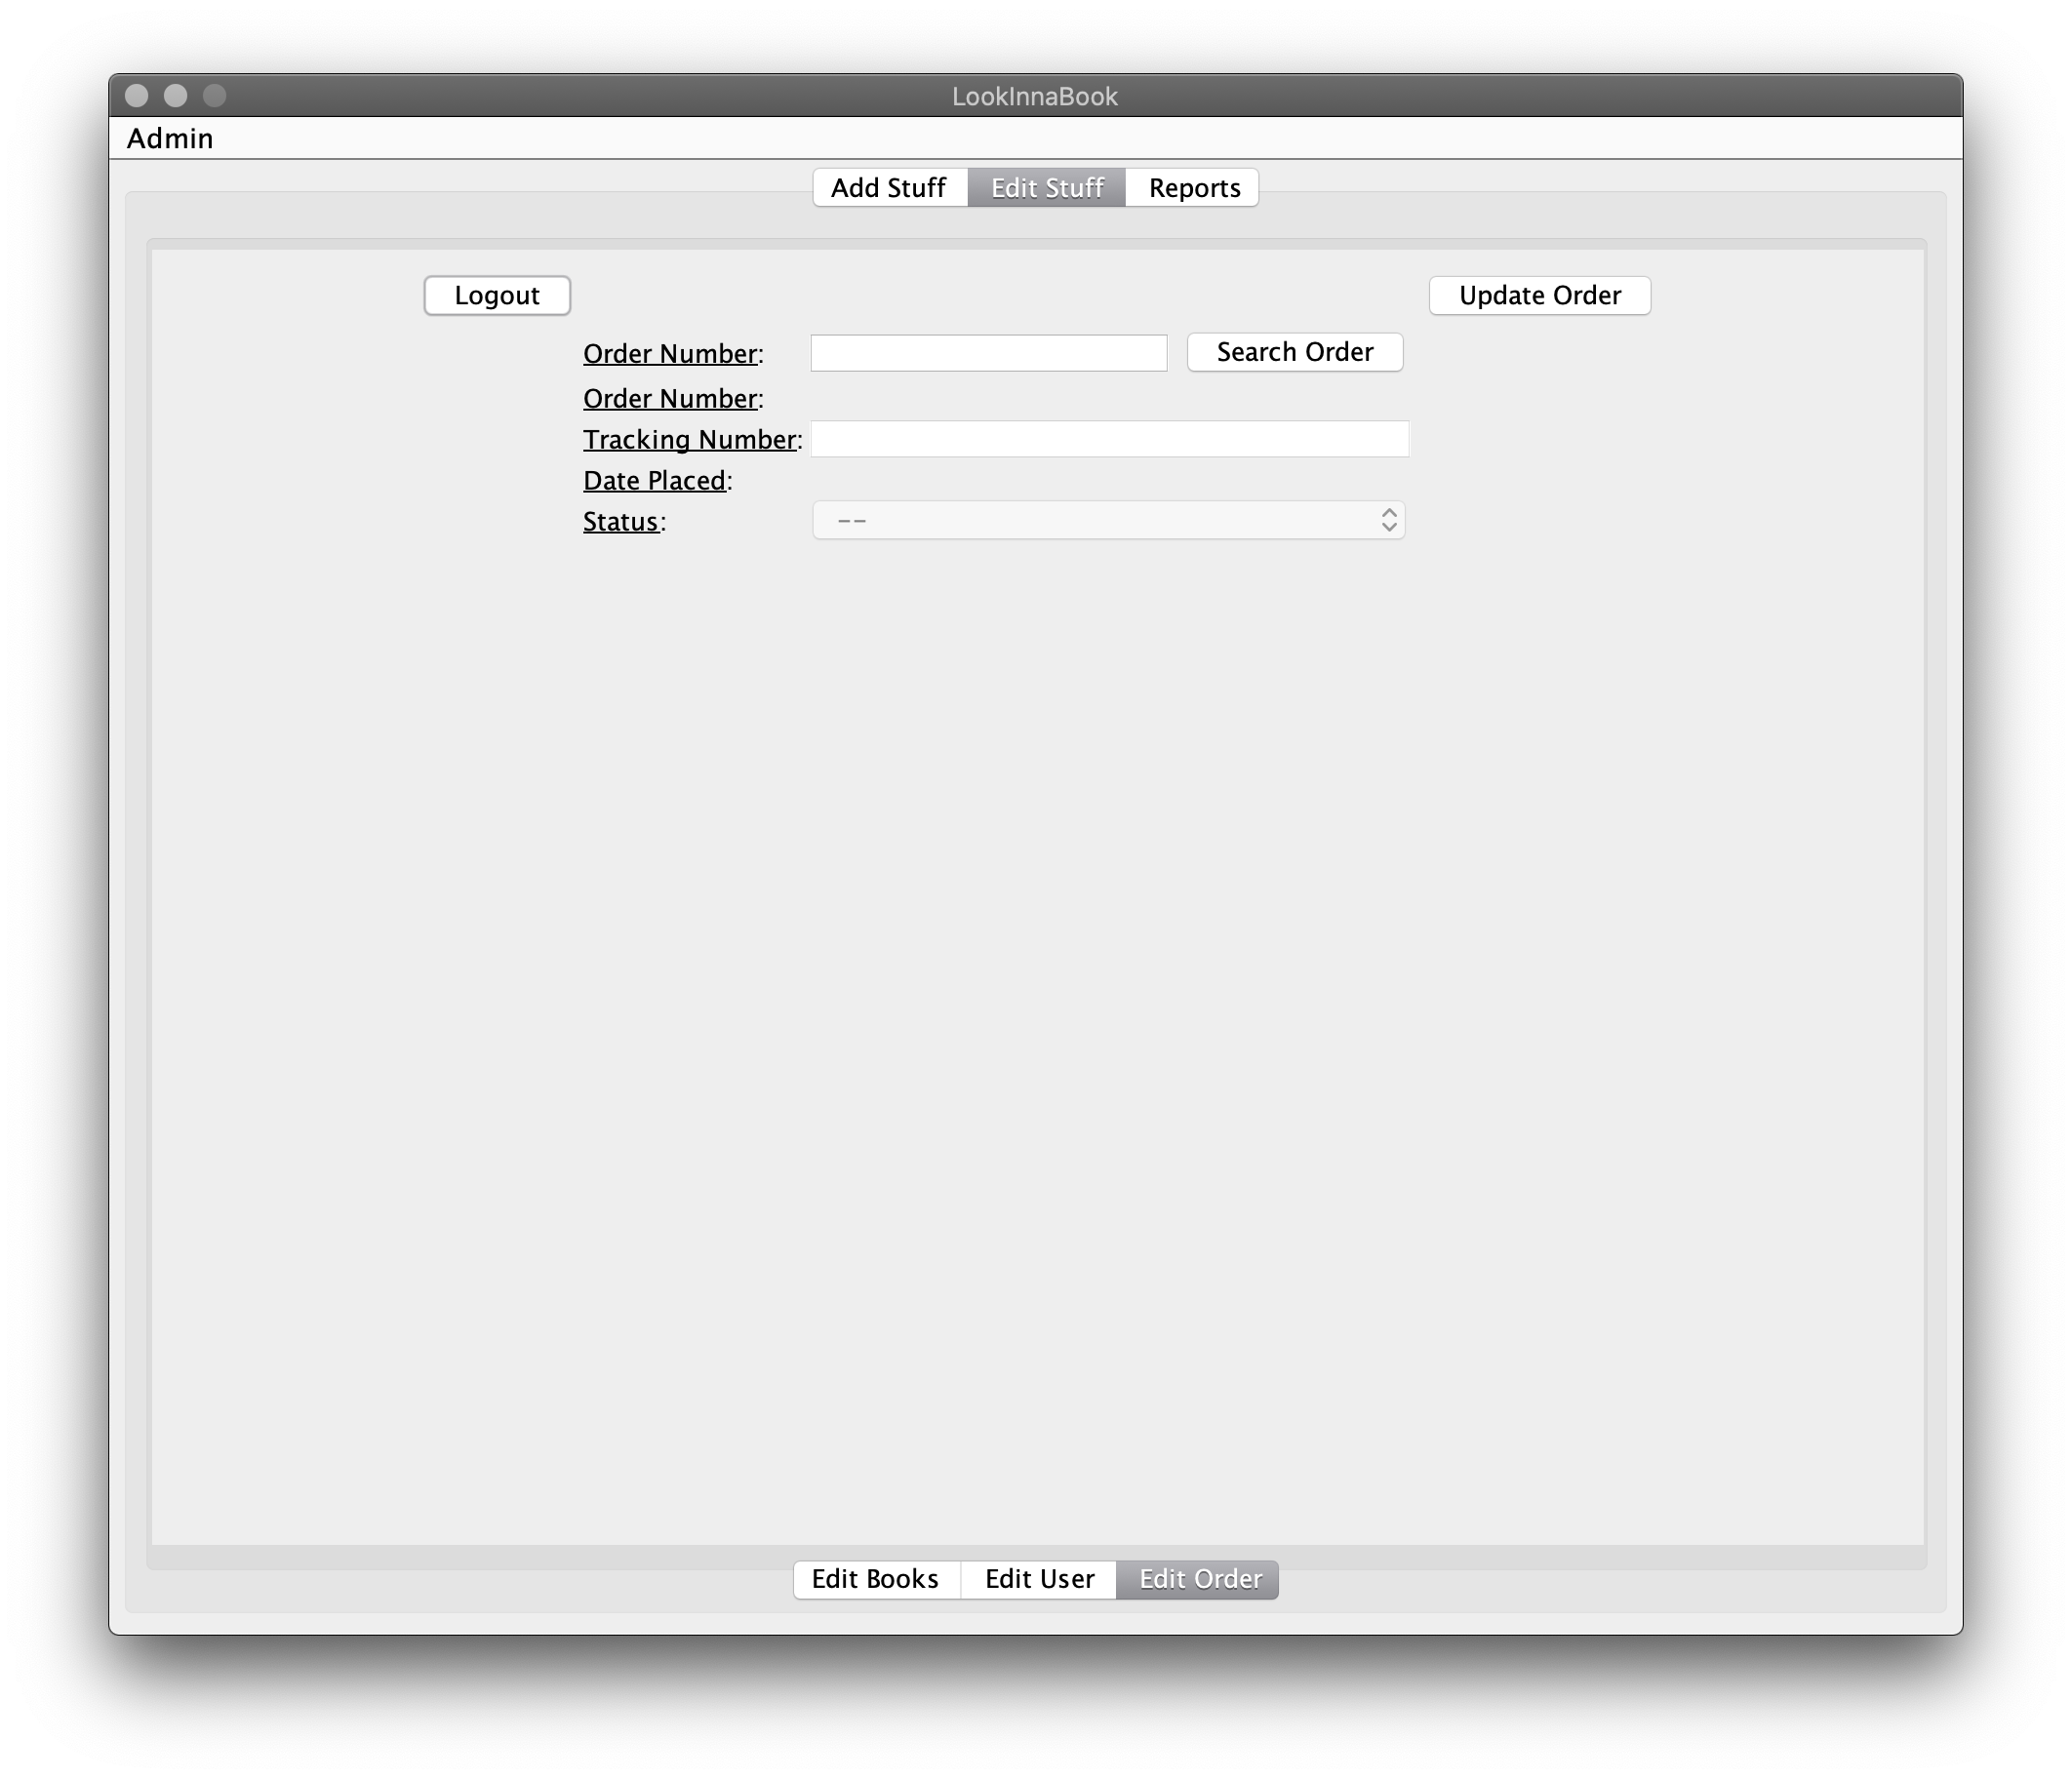 LookInnaBook
Admin
Add Stuff Edit Stuff Reports
Logout Update Order
Order Number: Search Order
Order Number:
Tracking Number:
Date Placed:
Status: --
Edit Books Edit User Edit Order